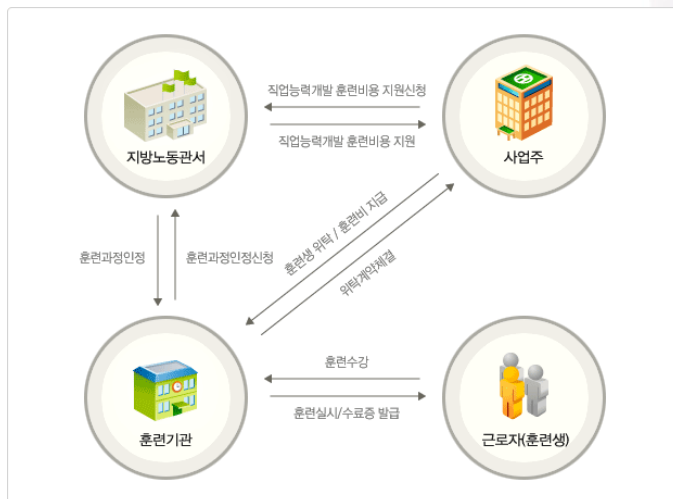 직업능력개발 훈련비용 지원신청
직업능력개발 훈련비용 지원
지방노동관서
사업주
훈련생 위탁 / 훈련비 지급
위탁계약체결
훈련과정인정
훈련과정인정신청
훈련수강
훈련실시/수료증 발급
훈련기관
근로자(훈련생)